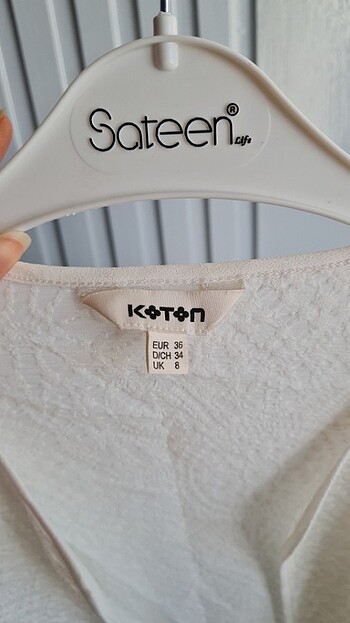 Sateen®
Life
KOTON
EUR 36
D/CH 34
UK 8